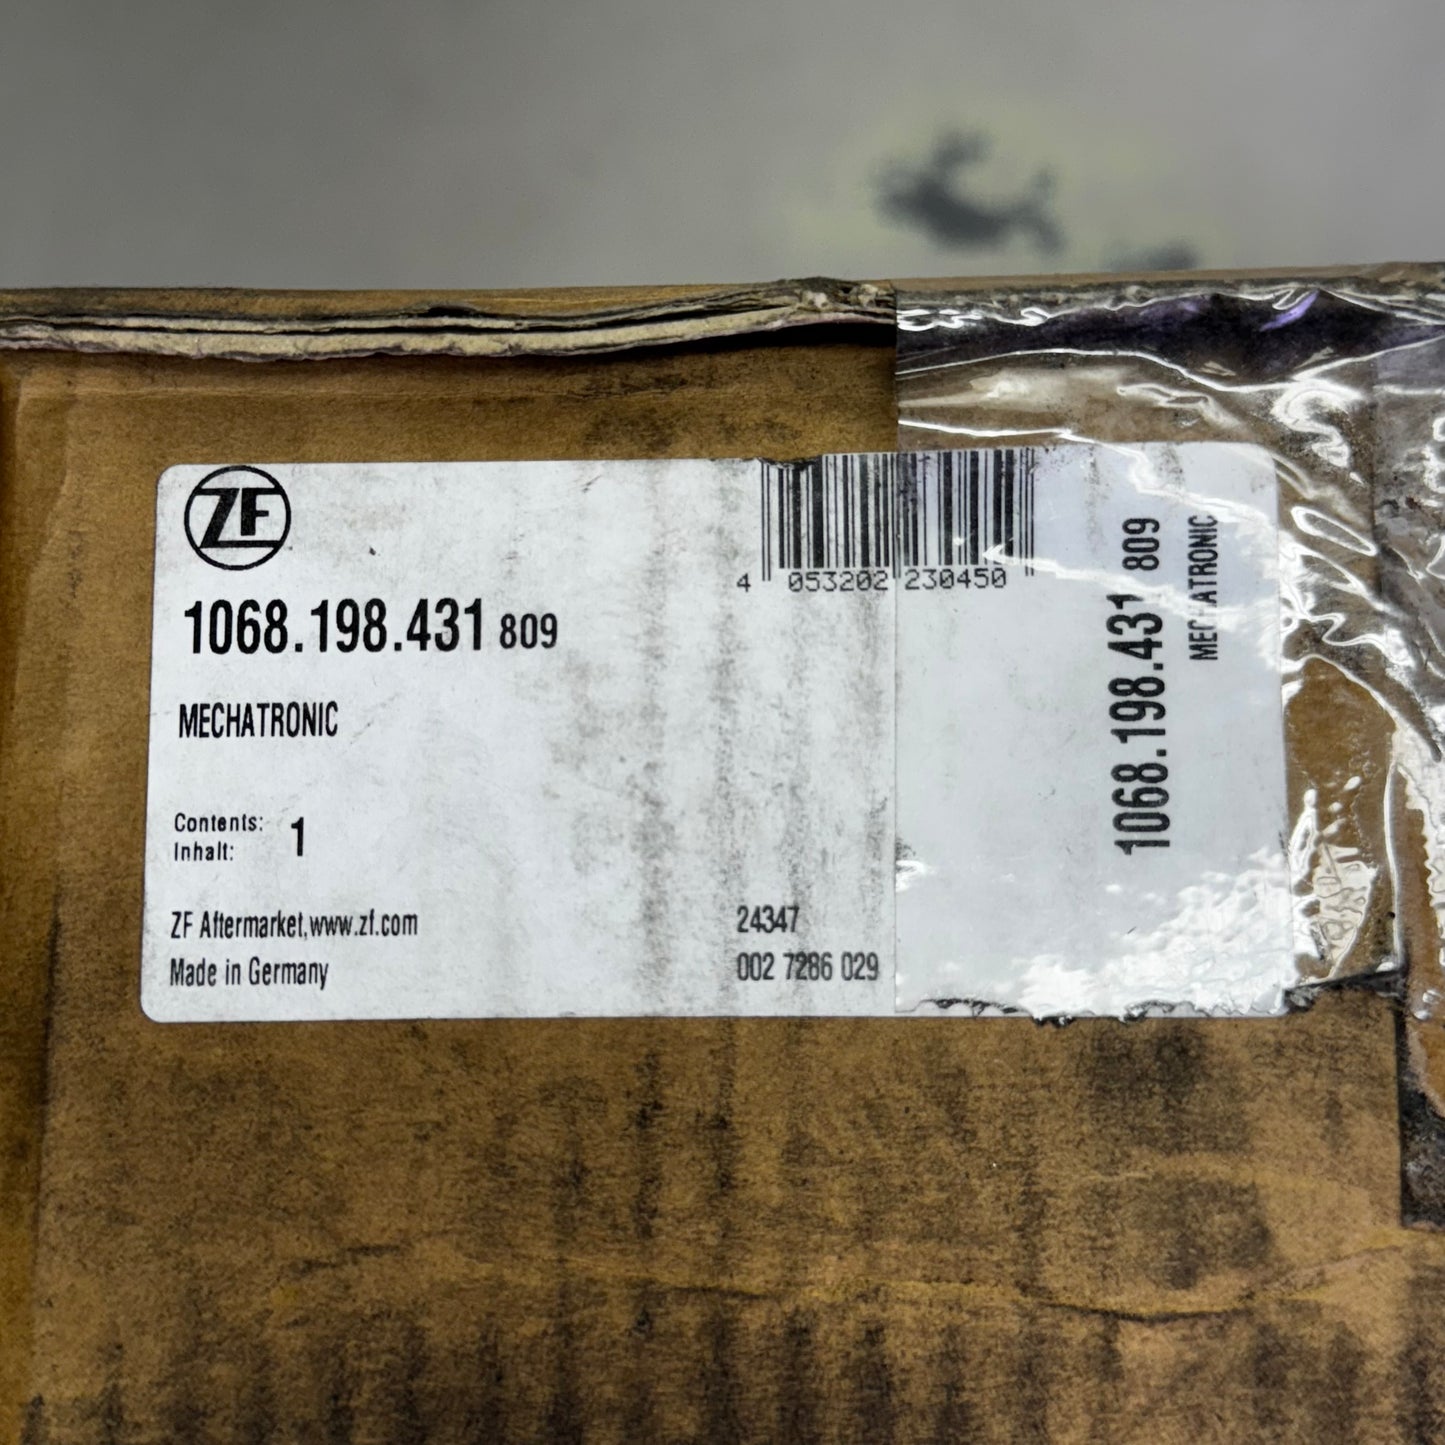 ZF
4 053202 230450
1068.198.431 809
MECHATRONIC
Contents:
Inhalt: 1
ZF Aftermarket,www.zf.com
Made in Germany
24347
002 7286 029
1068.198.431 809
MECHATRONIC